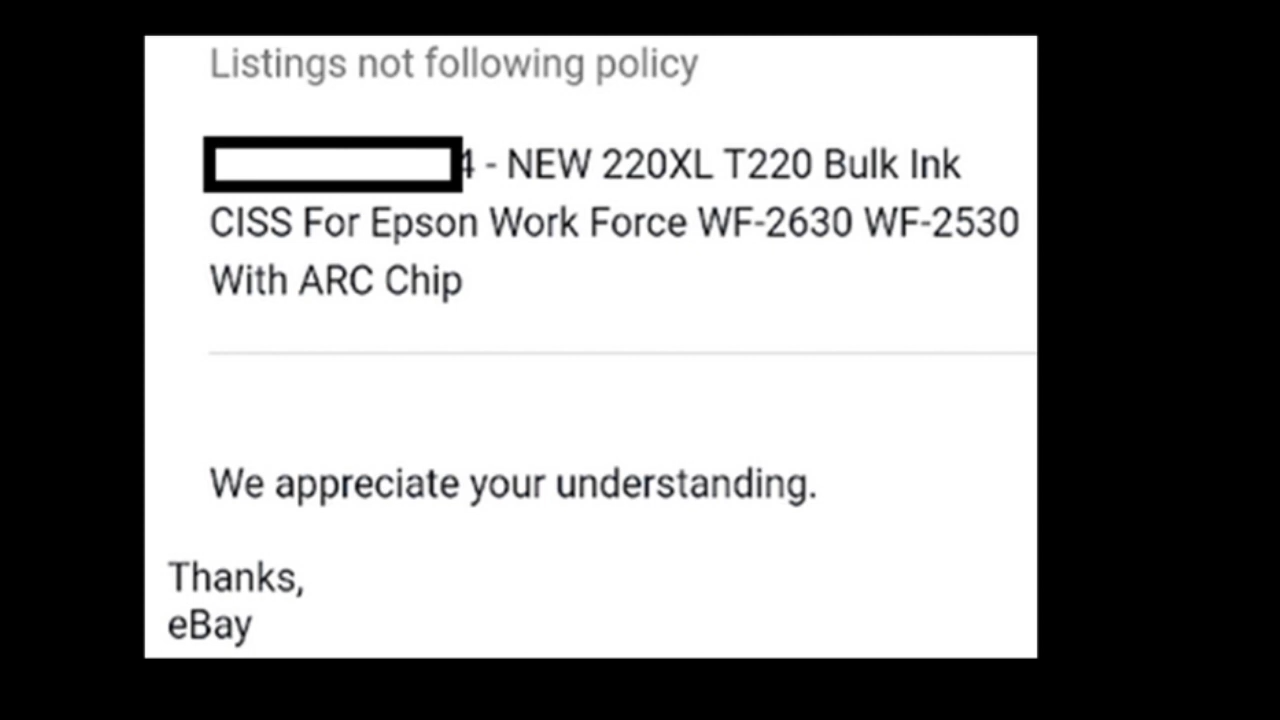 Listings not following policy
4 - NEW 220XL T220 Bulk Ink
CISS For Epson Work Force WF-2630 WF-2530
With ARC Chip
We appreciate your understanding.
Thanks,
eBay